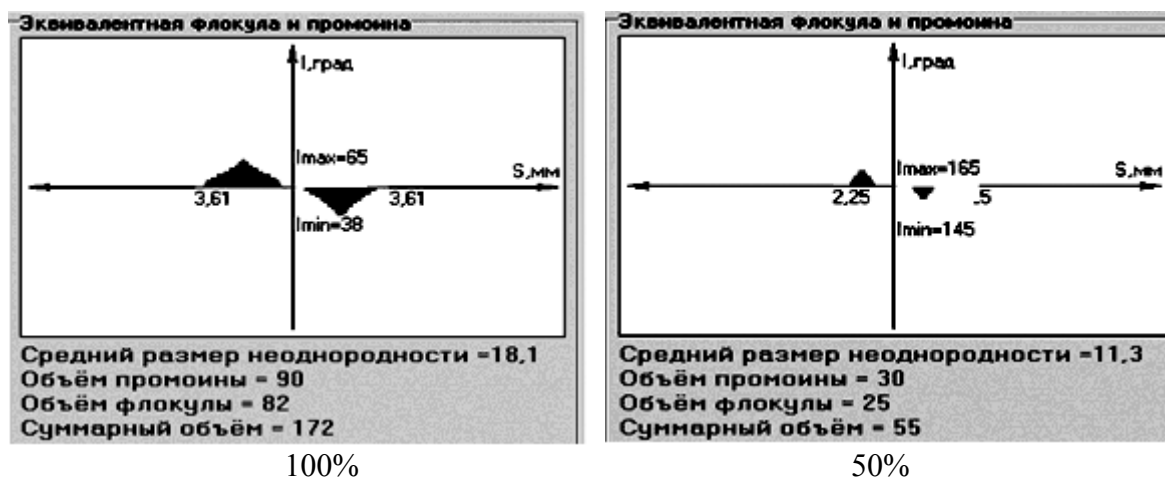 Эквивалентная флокула и промоина
I,град
Imax=65
S,мм
3,61
3,61
Imin=38
Средний размер неоднородности =18,1
Объём промоины = 90
Объём флокулы = 82
Суммарный объём = 172
100%
Эквивалентная флокула и промоина
I,град
Imax=165
S,мм
2,25
.5
Imin=145
Средний размер неоднородности =11,3
Объём промоины = 30
Объём флокулы = 25
Суммарный объём = 55
50%